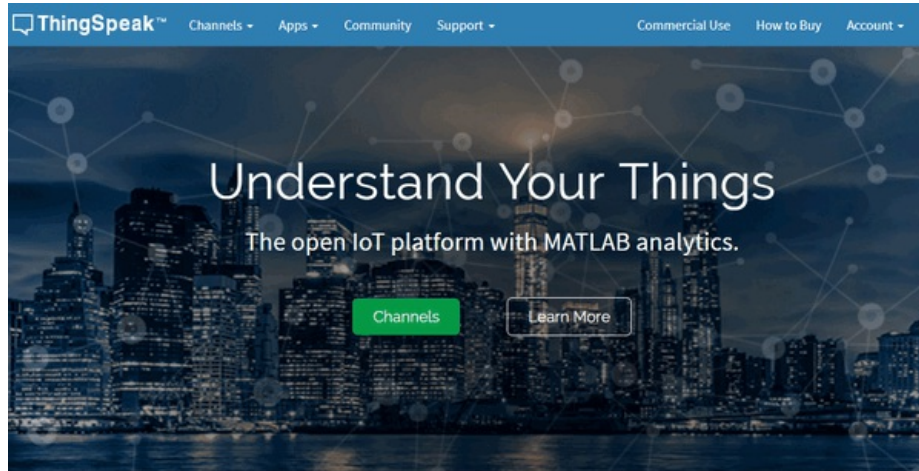 ThingSpeak™ Channels Apps Community Support Commercial Use How to Buy Account
Understand Your Things
The open IoT platform with MATLAB analytics.
Channels Learn More